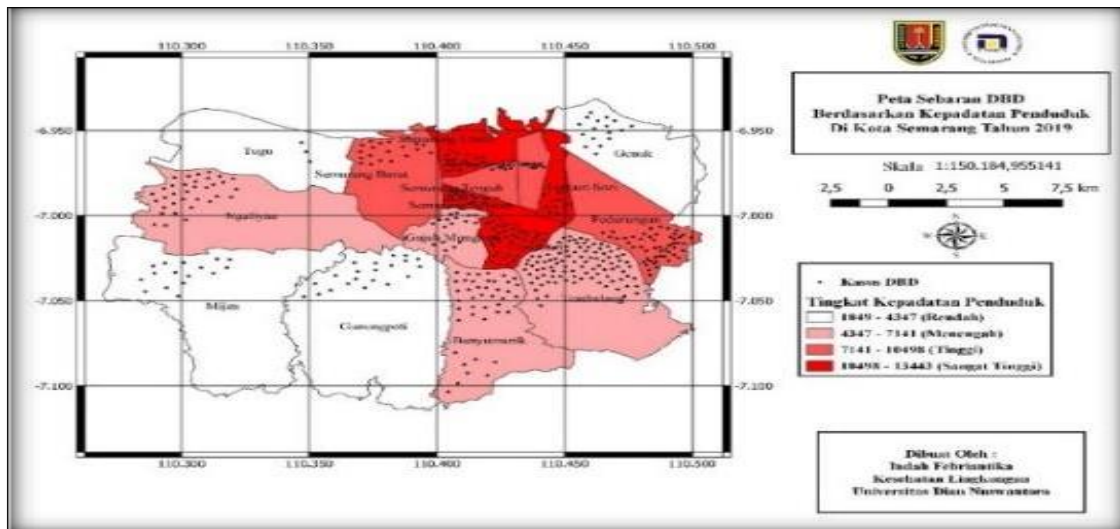 110.300 110.350 110.400 110.450 110.500
Peta Sebaran DBD
Berdasarkan Kepadatan Penduduk
Di Kota Semarang Tahun 2019
Skala 1:150.184,955141
2,5 0 2,5 5 7,5 km
N
W E
S
Kasus DBD
Tingkat Kepadatan Penduduk
1049 - 4347 (Rendah)
4347 - 7141 (Menengah)
7141 - 10498 (Tinggi)
10498 - 13443 (Sangat Tinggi)
Dibuat Oleh :
Indah Febriantika
Kesehatan Lingkungan
Universitas Dian Nuswantoro
-6.950 -6.950
Tugu
Genuk
Semarang Barat
Semarang Tengah
-7.000 -7.000
Ngaliyan
Pedurungan
Gajah Mungkur
Tembalang
-7.050 -7.050
Mijen
Gunungpati
Banyumanik
-7.100 -7.100
110.300 110.350 110.400 110.450 110.500